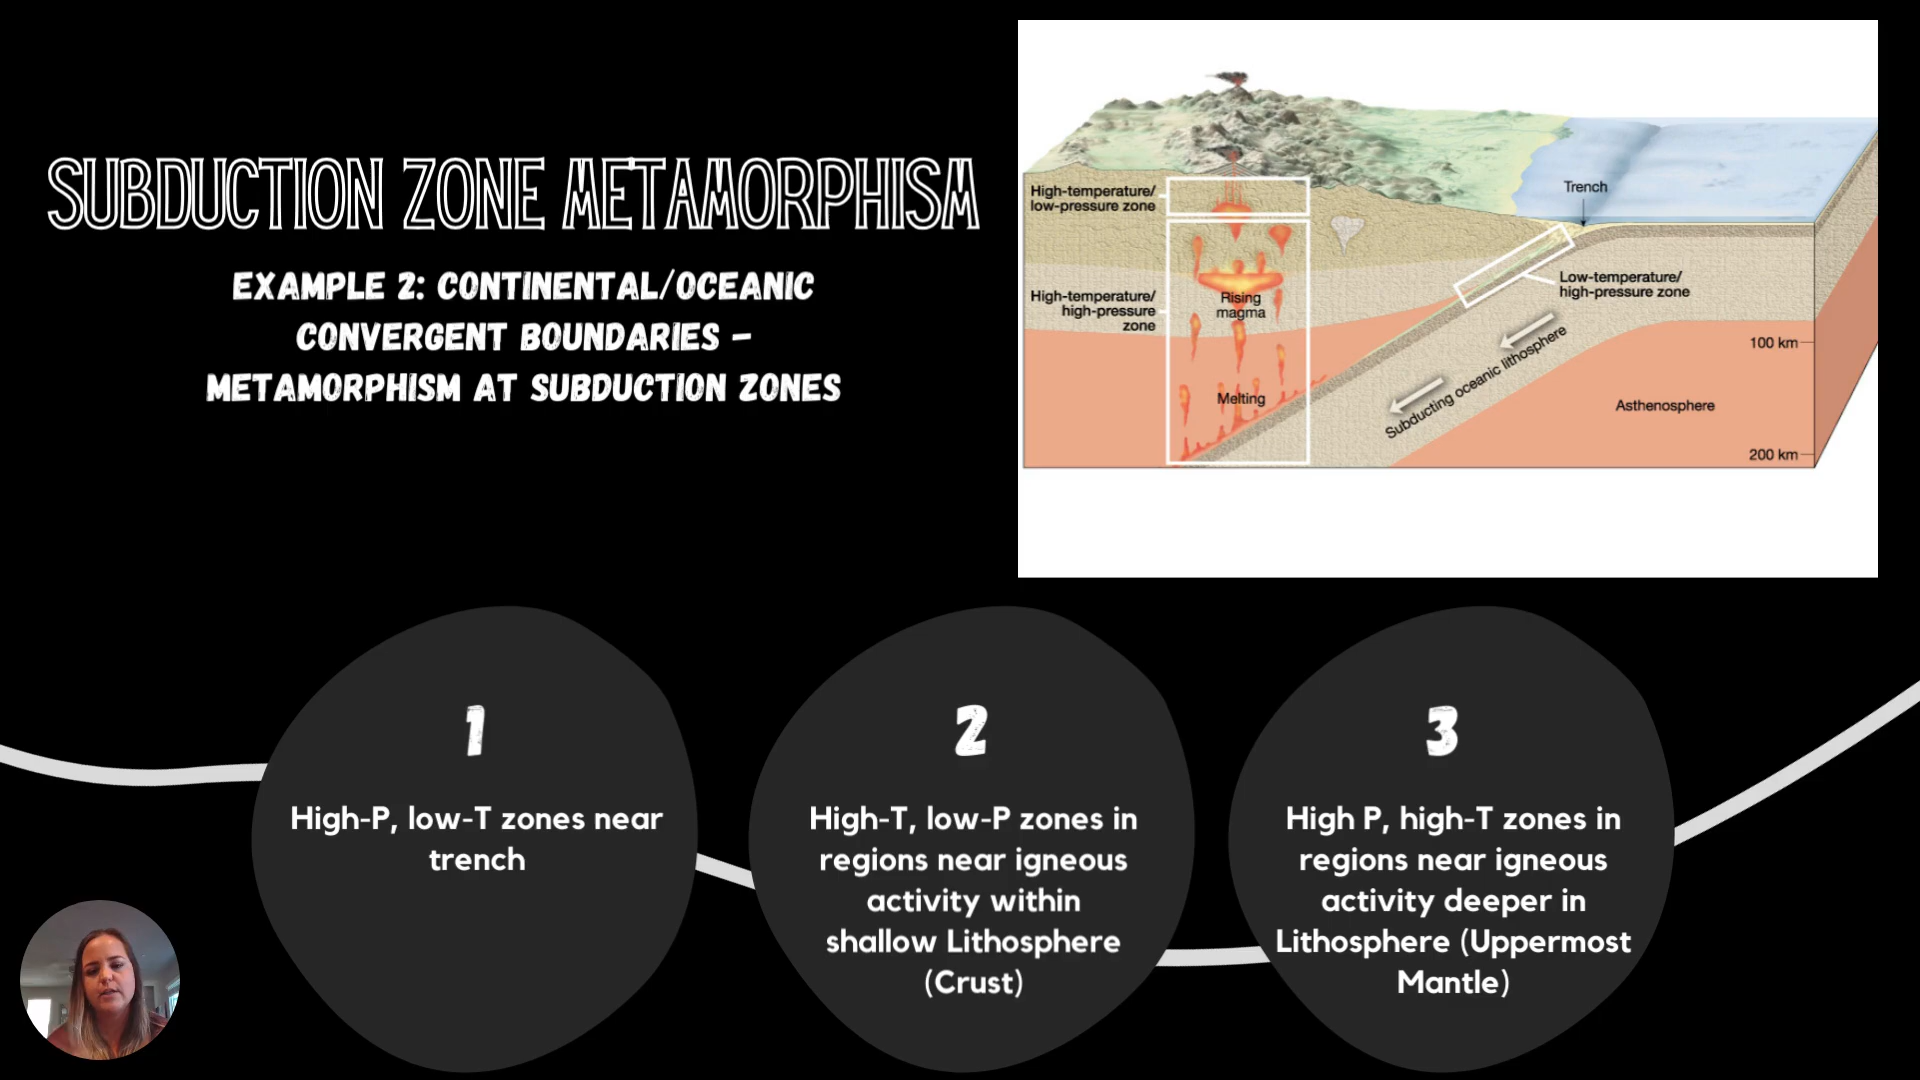 SUBDUCTION ZONE METAMORPHISM
EXAMPLE 2: CONTINENTAL/OCEANIC
CONVERGENT BOUNDARIES –
METAMORPHISM AT SUBDUCTION ZONES
High-temperature/
low-pressure zone
High-temperature/
high-pressure
zone
Rising
magma
Melting
Trench
Low-temperature/
high-pressure zone
Subducting oceanic lithosphere
100 km
Asthenosphere
200 km
1
High-P, low-T zones near
trench
2
High-T, low-P zones in
regions near igneous
activity within
shallow Lithosphere
(Crust)
3
High P, high-T zones in
regions near igneous
activity deeper in
Lithosphere (Uppermost
Mantle)